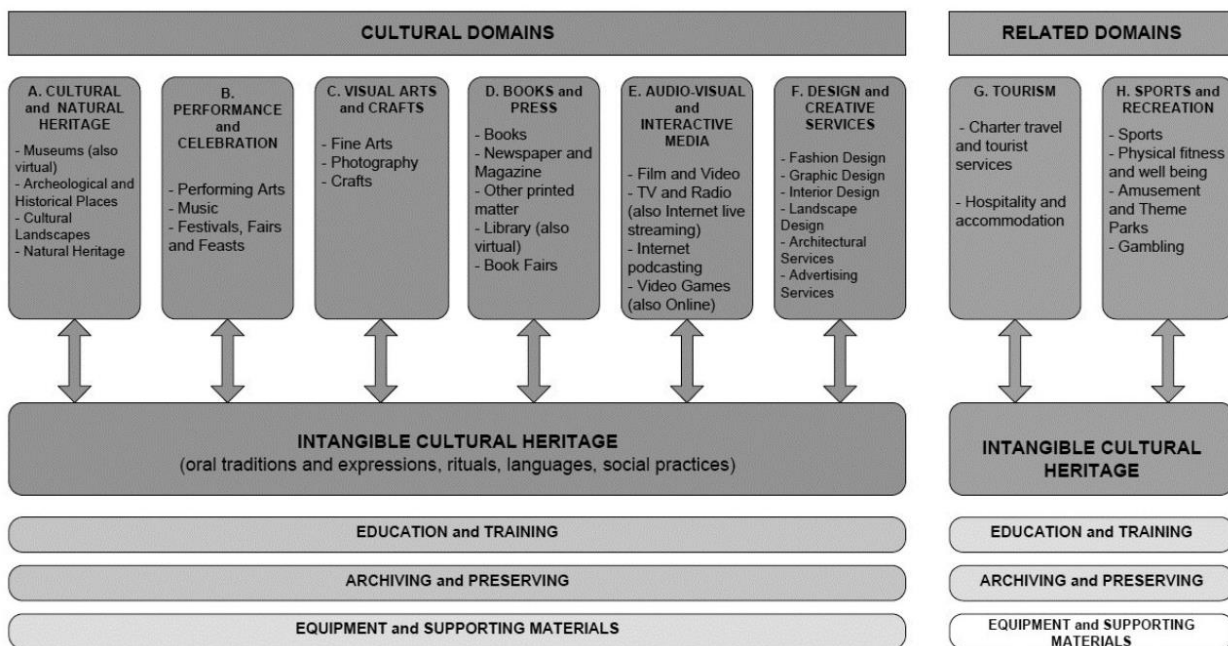 CULTURAL DOMAINS
RELATED DOMAINS
A. CULTURAL
and NATURAL
HERITAGE
- Museums (also
virtual)
- Archeological and
Historical Places
- Cultural
Landscapes
- Natural Heritage
B.
PERFORMANCE
and
CELEBRATION
- Performing Arts
- Music
- Festivals, Fairs
and Feasts
C. VISUAL ARTS
and CRAFTS
- Fine Arts
- Photography
- Crafts
D. BOOKS and
PRESS
- Books
- Newspaper and
Magazine
- Other printed
matter
- Library (also
virtual)
- Book Fairs
E. AUDIO-VISUAL
and
INTERACTIVE
MEDIA
- Film and Video
- TV and Radio
(also Internet live
streaming)
- Internet
podcasting
- Video Games
(also Online)
F. DESIGN and
CREATIVE
SERVICES
- Fashion Design
- Graphic Design
- Interior Design
- Landscape
Design
- Architectural
Services
- Advertising
Services
G. TOURISM
- Charter travel
and tourist
services
- Hospitality and
accommodation
H. SPORTS and
RECREATION
- Sports
- Physical fitness
and well being
- Amusement
and Theme
Parks
- Gambling
INTANGIBLE CULTURAL HERITAGE
(oral traditions and expressions, rituals, languages, social practices)
INTANGIBLE CULTURAL
HERITAGE
EDUCATION and TRAINING
EDUCATION and TRAINING
ARCHIVING and PRESERVING
ARCHIVING and PRESERVING
EQUIPMENT and SUPPORTING MATERIALS
EQUIPMENT and SUPPORTING
MATERIALS